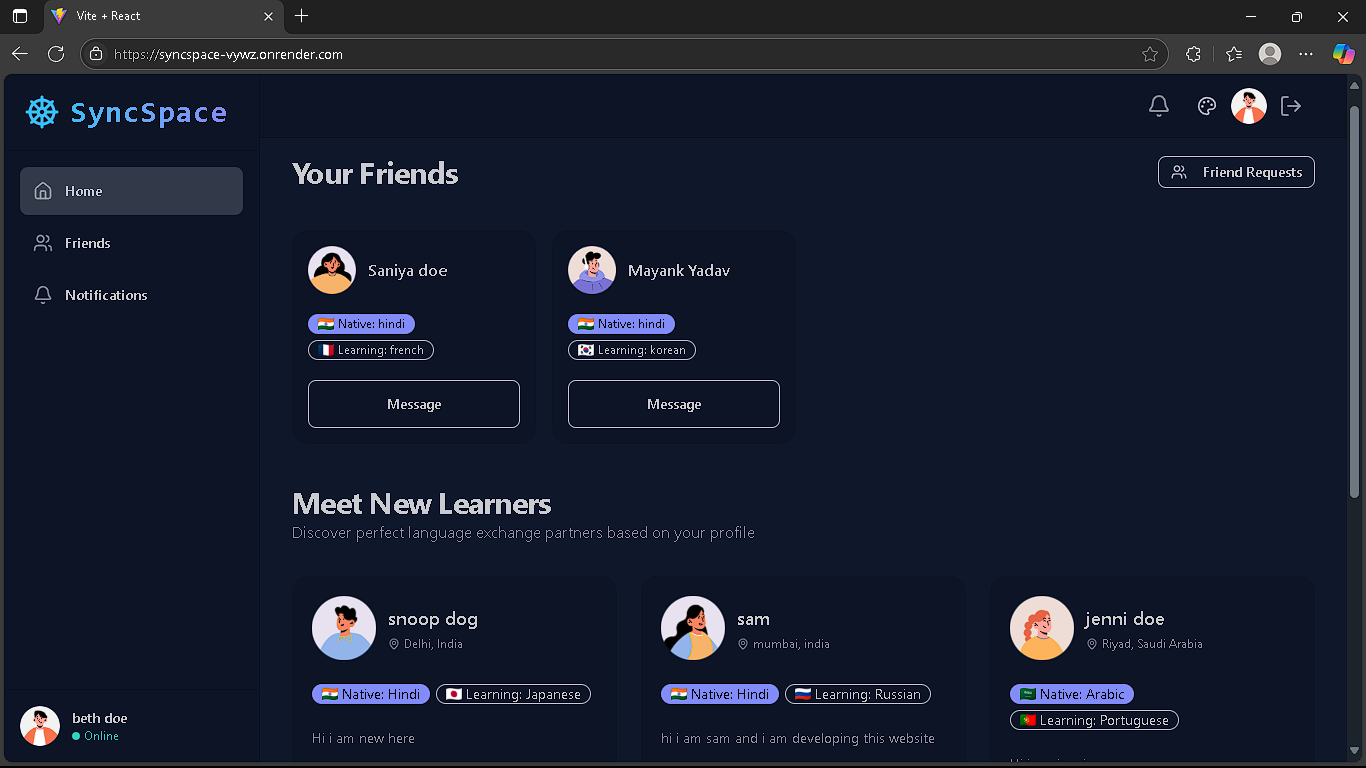 Vite + React
https://syncspace-vywz.onrender.com
SyncSpace
Home
Friends
Notifications
Your Friends
Friend Requests
Saniya doe
Native: hindi
Learning: french
Message
Mayank Yadav
Native: hindi
Learning: korean
Message
Meet New Learners
Discover perfect language exchange partners based on your profile
snoop dog
Delhi, India
Native: Hindi
Learning: Japanese
Hi i am new here
sam
mumbai, india
Native: Hindi
Learning: Russian
hi i am sam and i am developing this website
jenni doe
Riyad, Saudi Arabia
Native: Arabic
Learning: Portuguese
beth doe
Online